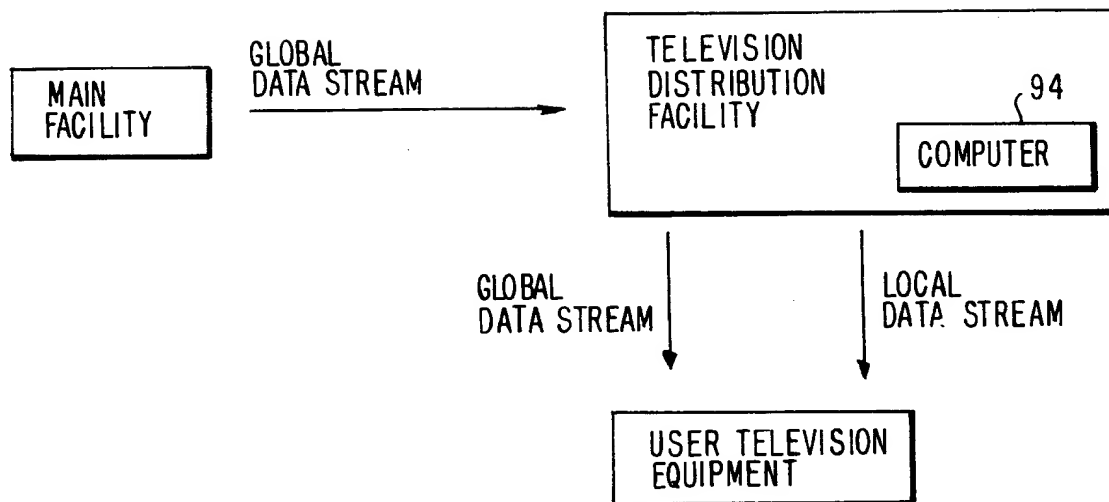 MAIN
FACILITY
GLOBAL
DATA STREAM
TELEVISION
DISTRIBUTION
FACILITY
94
COMPUTER
GLOBAL
DATA STREAM
LOCAL
DATA STREAM
USER TELEVISION
EQUIPMENT